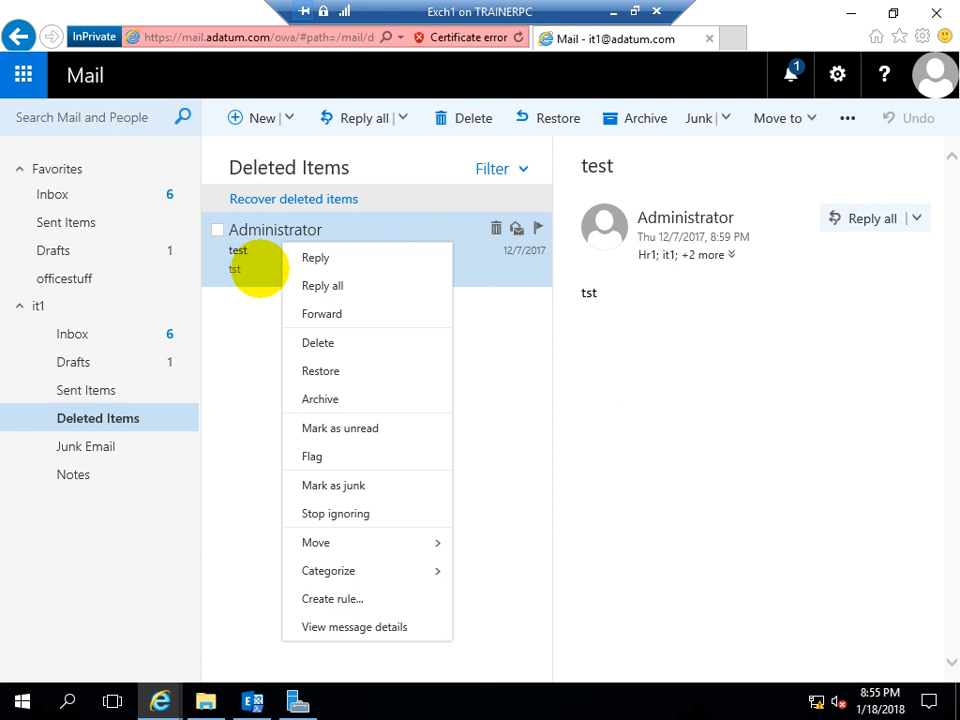 Exch1 on TRAINERPC
InPrivate
https://mail.adatum.com/owa/#path=/mail/d
Certificate error
Mail - it1@adatum.com
Mail
1
?
Search Mail and People
New
Reply all
Delete
Restore
Archive
Junk
Move to
Undo
Favorites
Inbox 6
Sent Items
Drafts 1
officestuff
it1
Inbox 6
Drafts 1
Sent Items
Deleted Items
Junk Email
Notes
Deleted Items
Filter
Recover deleted items
Administrator
test
12/7/2017
tst
Reply
Reply all
Forward
Delete
Restore
Archive
Mark as unread
Flag
Mark as junk
Stop ignoring
Move
Categorize
Create rule...
View message details
test
Administrator
Thu 12/7/2017, 8:59 PM
Hr1; it1; +2 more
Reply all
tst
8:55 PM
1/18/2018